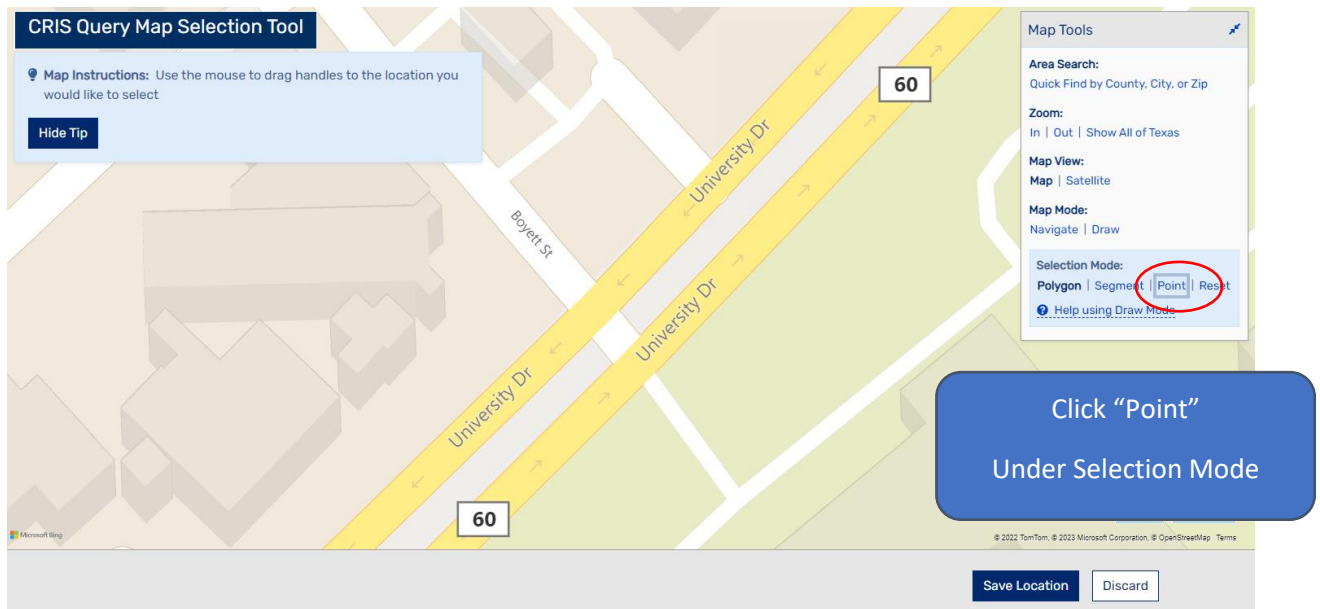 CRIS Query Map Selection Tool
Map Instructions: Use the mouse to drag handles to the location you
would like to select
Hide Tip
60
University Dr
Boyett St
University Dr
University Dr
60
Microsoft Bing
Map Tools
Area Search:
Quick Find by County, City, or Zip
Zoom:
In | Out | Show All of Texas
Map View:
Map | Satellite
Map Mode:
Navigate | Draw
Selection Mode:
Polygon | Segment | Point | Reset
Help using Draw Mode
Click “Point”
Under Selection Mode
© 2022 TomTom, © 2023 Microsoft Corporation, © OpenStreetMap Terms
Save Location
Discard